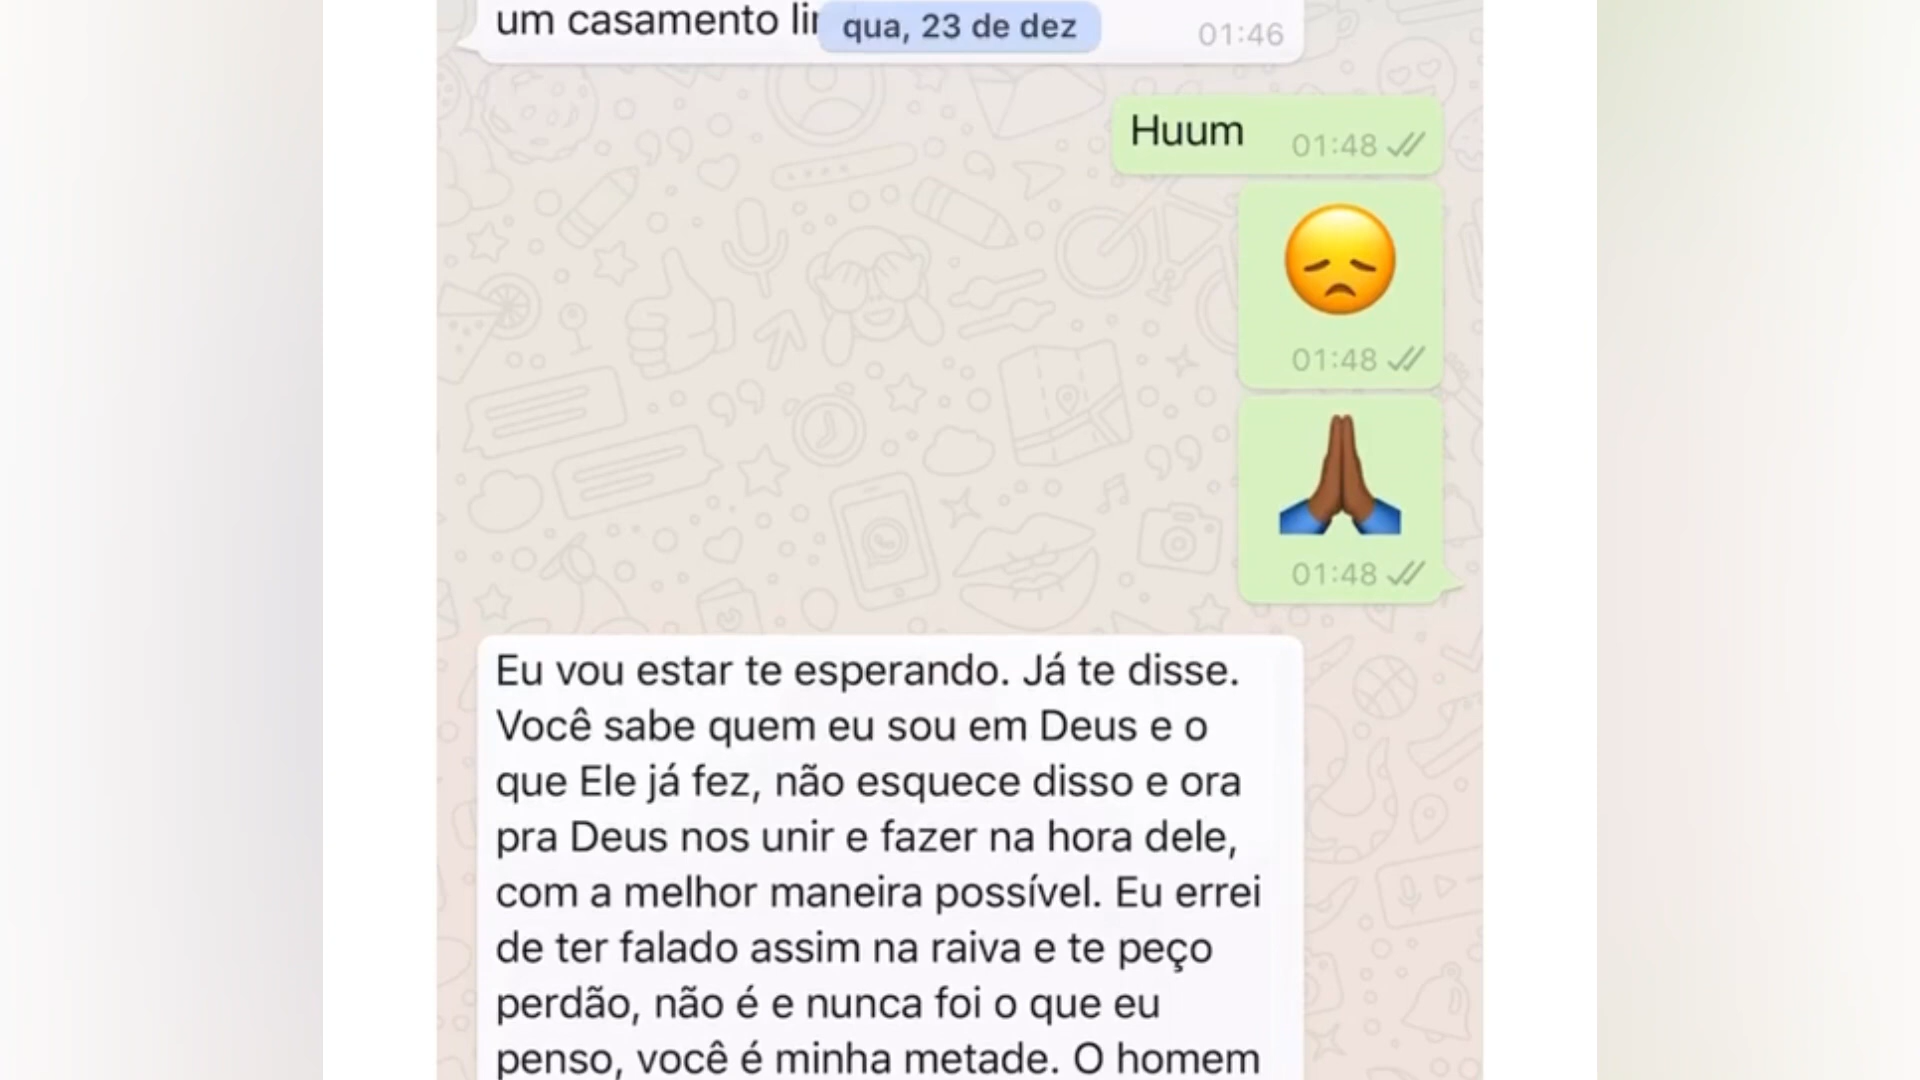 um casamento
qua, 23 de dez
01:46
Huum
01:48
01:48
01:48
Eu vou estar te esperando. Já te disse.
Você sabe quem eu sou em Deus e o
que Ele já fez, não esquece disso e ora
pra Deus nos unir e fazer na hora dele,
com a melhor maneira possível. Eu errei
de ter falado assim na raiva e te peço
perdão, não é e nunca foi o que eu
penso, você é minha metade. O homem